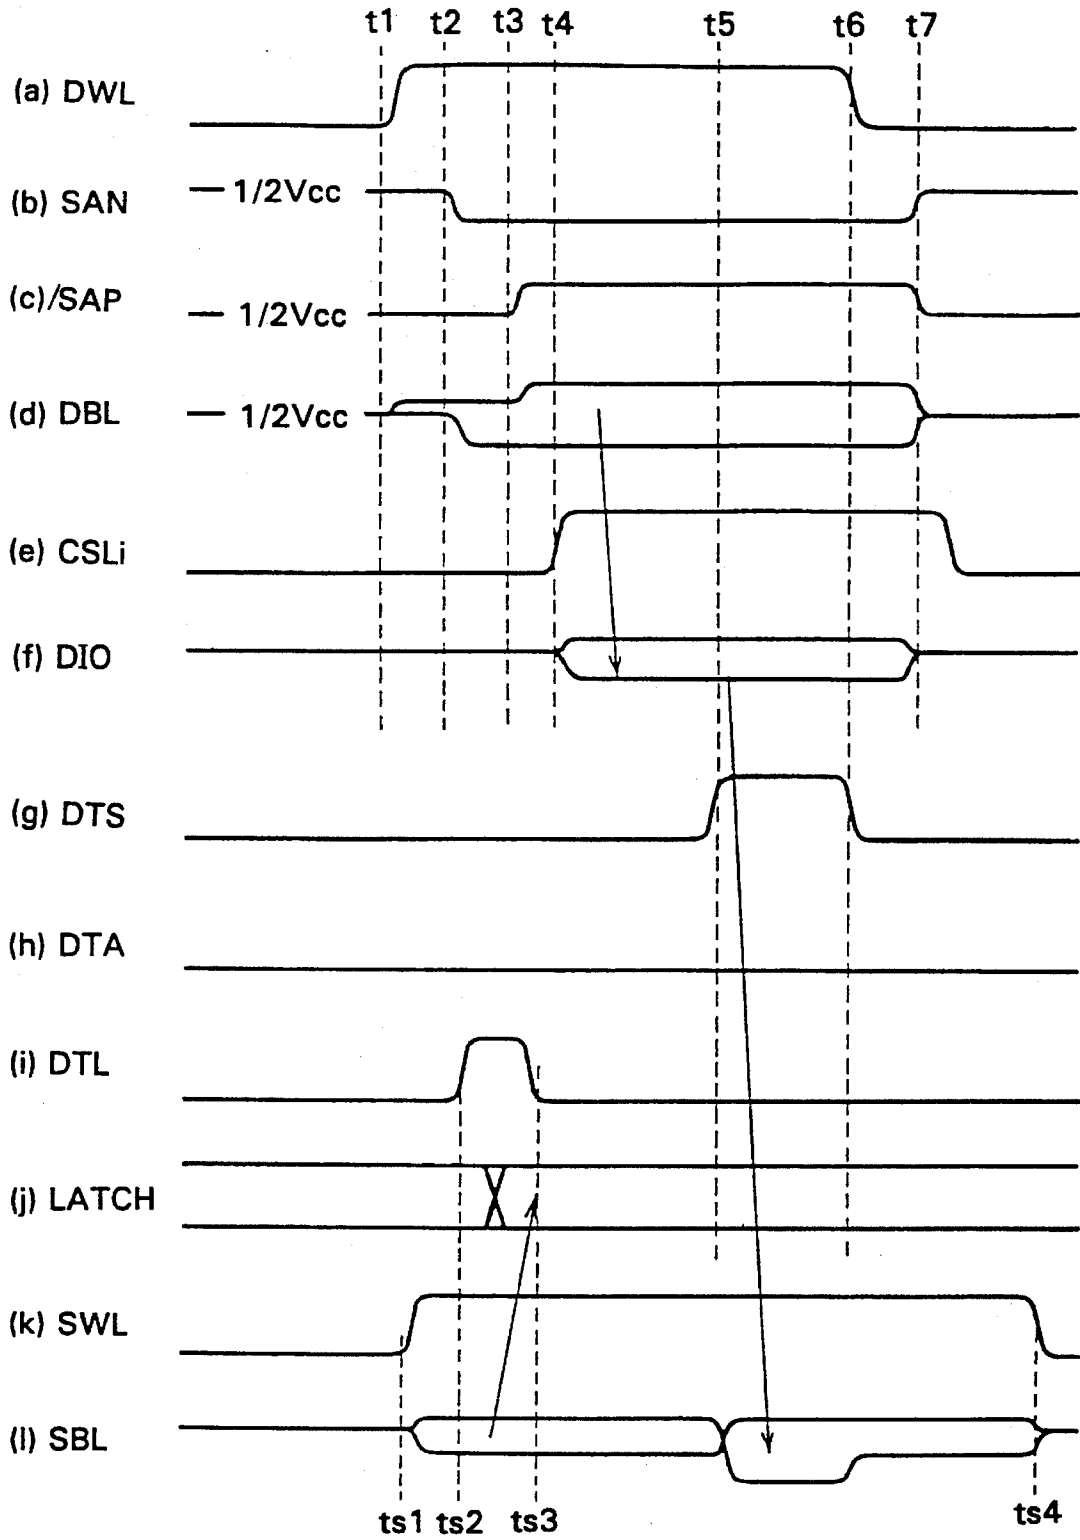 t1 t2 t3 t4 t5 t6 t7
(a) DWL
(b) SAN 1/2Vcc
(c)/SAP 1/2Vcc
(d) DBL 1/2Vcc
(e) CSLi
(f) DIO
(g) DTS
(h) DTA
(i) DTL
(j) LATCH
(k) SWL
(l) SBL
ts1 ts2 ts3 ts4